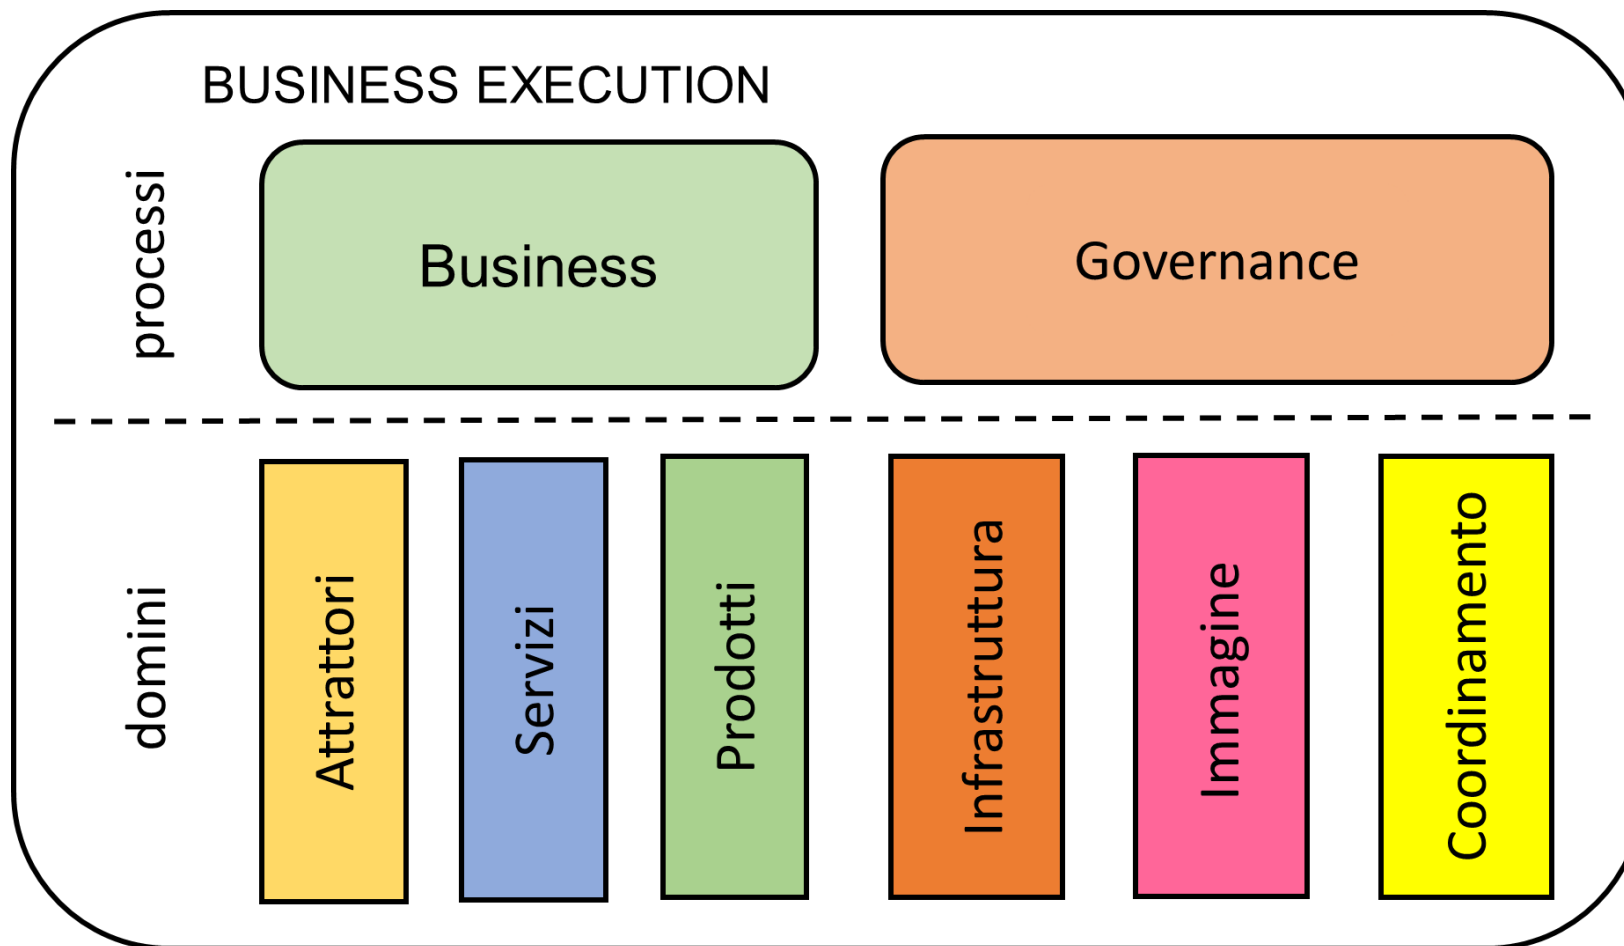 BUSINESS EXECUTION
processi
Business
Governance
domini
Attrattori
Servizi
Prodotti
Infrastruttura
Immagine
Coordinamento